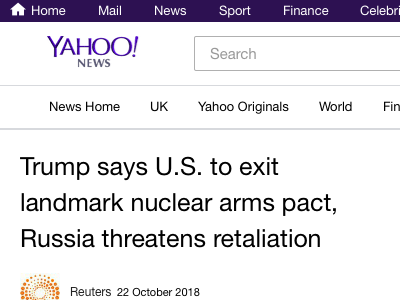 Home Mail News Sport Finance Celebri
YAHOO! Search
NEWS
News Home UK Yahoo Originals World Fin
Trump says U.S. to exit
landmark nuclear arms pact,
Russia threatens retaliation
Reuters 22 October 2018